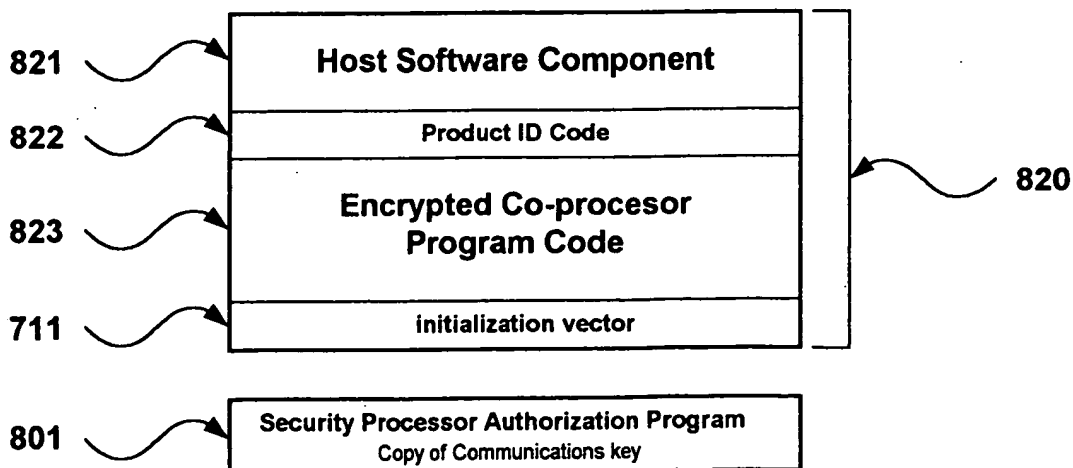 821
Host Software Component
822
Product ID Code
820
823
Encrypted Co-procesor
Program Code
711
initialization vector
801
Security Processor Authorization Program
Copy of Communications key